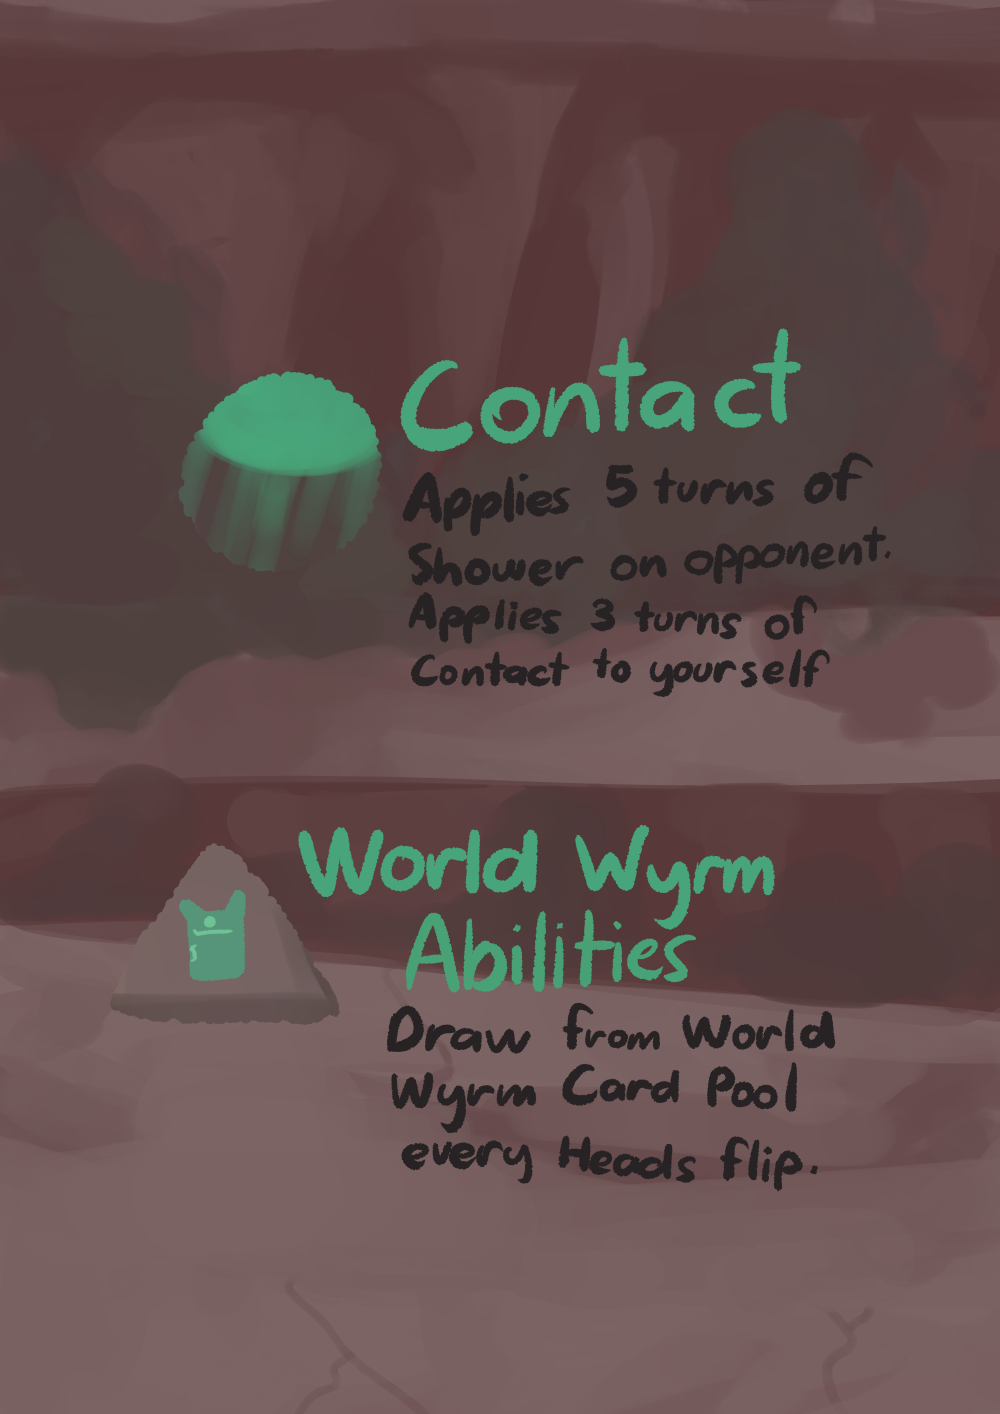 Contact
Applies 5 turns of
Shower on opponent.
Applies 3 turns of
Contact to yourself
World Wyrm
Abilities
Draw from World
Wyrm Card Pool
every Heads flip.